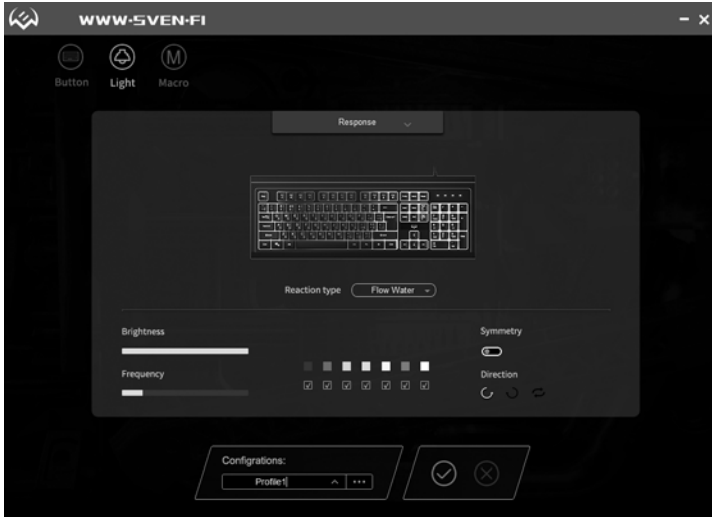 WWW·SVEN·FI
M
Button Light Macro
Response
Reaction type Flow Water
Brightness
Symmetry
Frequency
Direction
Configrations:
Profile1